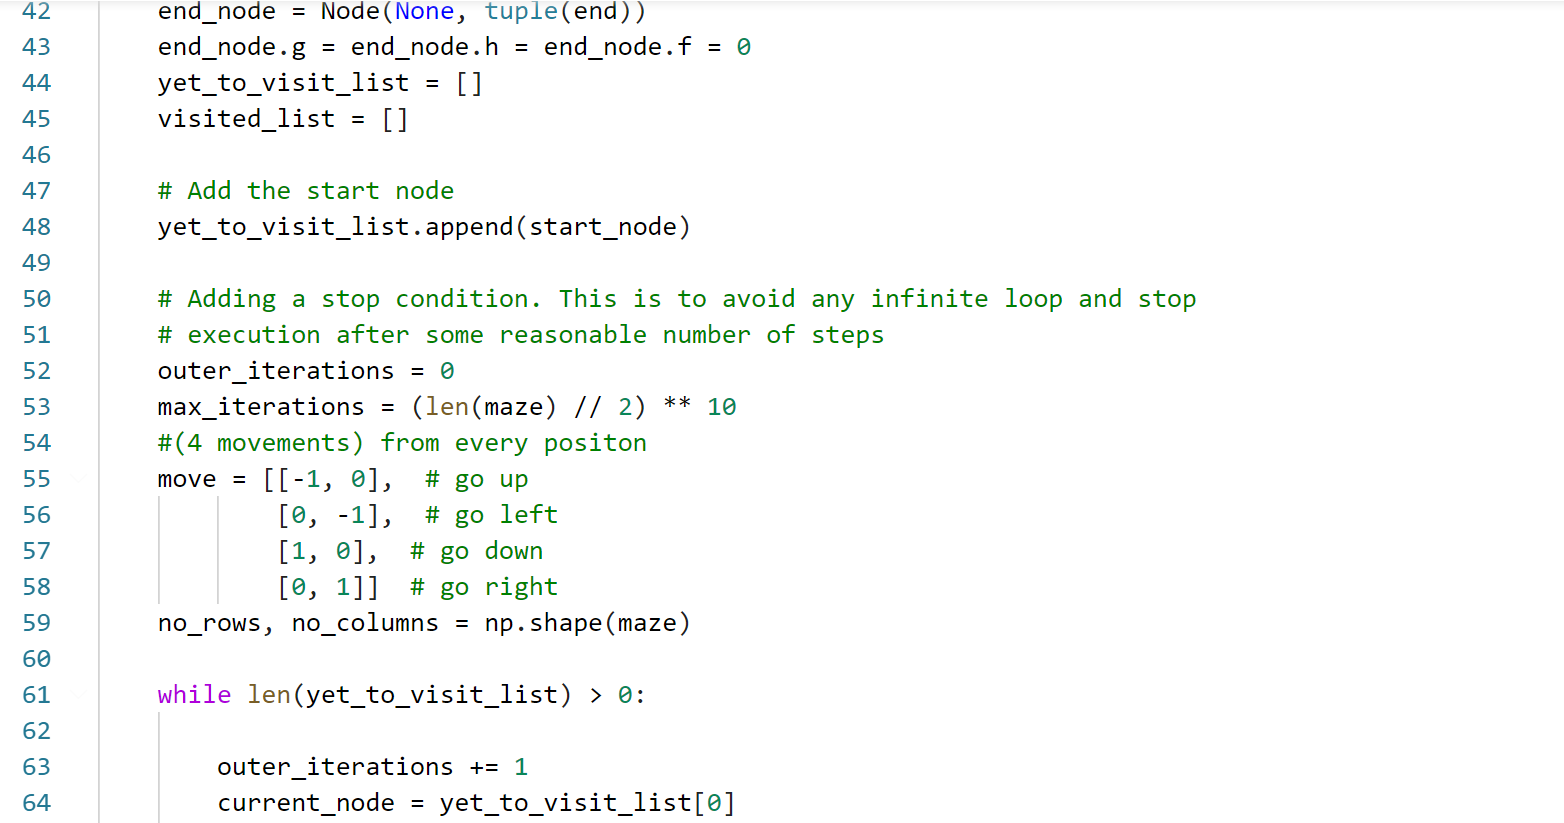 42 end_node = Node(None, tuple(end))
43 end_node.g = end_node.h = end_node.f = 0
44 yet_to_visit_list = []
45 visited_list = []
46
47 # Add the start node
48 yet_to_visit_list.append(start_node)
49
50 # Adding a stop condition. This is to avoid any infinite loop and stop
51 # execution after some reasonable number of steps
52 outer_iterations = 0
53 max_iterations = (len(maze) // 2) ** 10
54 #(4 movements) from every positon
55 move = [[-1, 0],  # go up
56         [0, -1],  # go left
57         [1, 0],  # go down
58         [0, 1]]  # go right
59 no_rows, no_columns = np.shape(maze)
60
61 while len(yet_to_visit_list) > 0:
62
63     outer_iterations += 1
64     current_node = yet_to_visit_list[0]